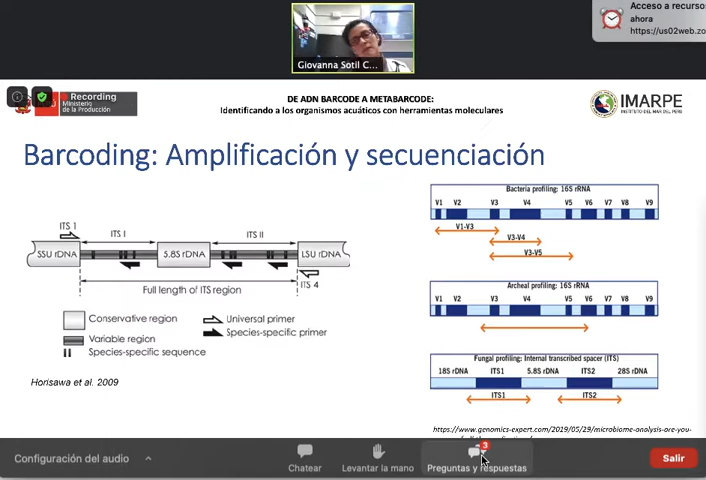 Acceso a recurso
ahora
https://us02web.zo
Giovanna Sotil C...
Recording
Ministerio
de la Producción
DE ADN BARCODE A METABARCODE:
Identificando a los organismos acuáticos con herramientas moleculares
IMARPE
INSTITUTO DEL MAR DEL PERÚ
Barcoding: Amplificación y secuenciación
ITS 1
ITS I
ITS II
SSU rDNA
5.8S rDNA
LSU rDNA
ITS 4
Full length of ITS region
Conservative region
Universal primer
Variable region
Species-specific primer
Species-specific sequence
Horisawa et al. 2009
Bacteria profiling: 16S rRNA
V1 V2 V3 V4 V5 V6 V7 V8 V9
V1-V3
V3-V4
V3-V5
Archeal profiling: 16S rRNA
V1 V2 V3 V4 V5 V6 V7 V8 V9
Fungal profiling: Internal transcribed spacer (ITS)
18S rDNA ITS1 5.8S rDNA ITS2 28S rDNA
ITS1 ITS2
https://www.genomics-expert.com/2019/05/29/microbiome-analysis-are-you-
Configuración del audio
Chatear
Levantar la mano
3
Preguntas y respuestas
Salir